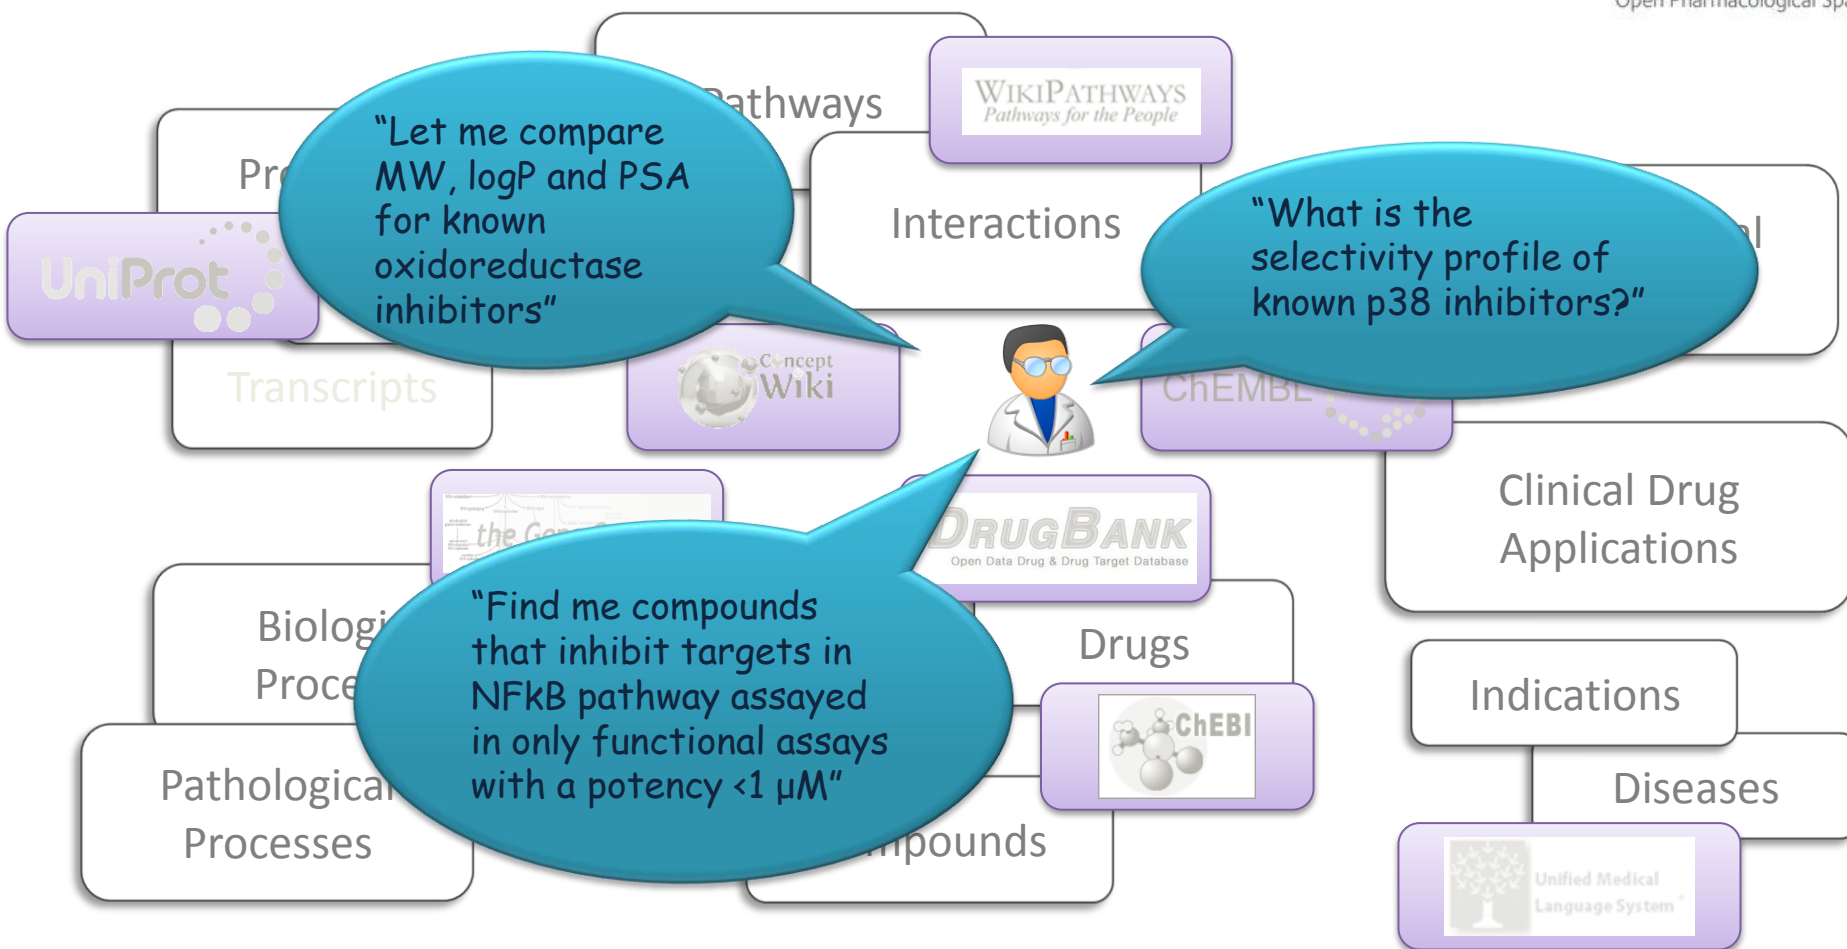 Open Pharmacological
Pathways
WIKIPATHWAYS
Pathways for the People
"Let me compare
MW, logP and PSA
for known
oxidoreductase
inhibitors"
Interactions
"What is the
selectivity profile of
known p38 inhibitors?"
UniProt
Transcripts
Concept
Wiki
ChEMBL
Clinical Drug
Applications
the
DRUGBANK
Open Data Drug & Drug Target Database
"Find me compounds
that inhibit targets in
NFkB pathway assayed
in only functional assays
with a potency <1 μM"
Drugs
Indications
ChEBI
Pathological
Processes
Diseases
Unified Medical
Language System